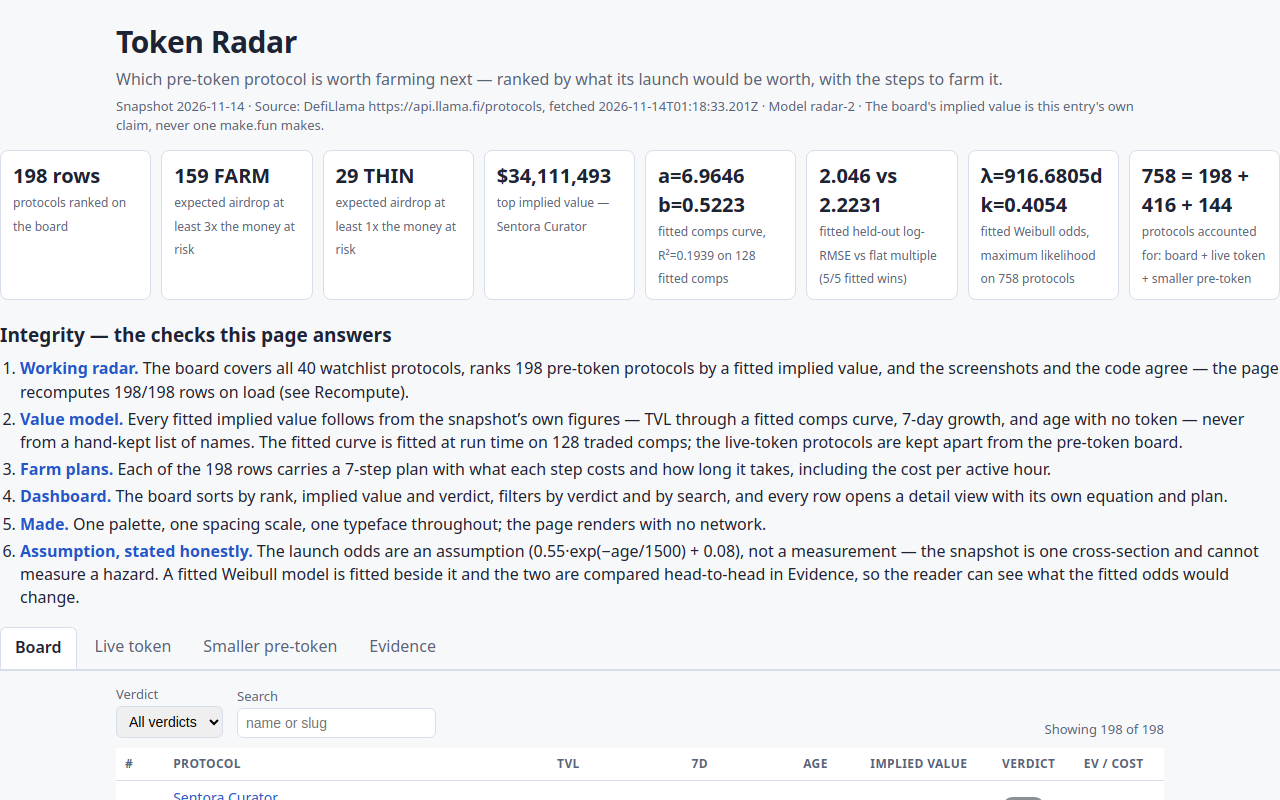 Token Radar
Which pre-token protocol is worth farming next — ranked by what its launch would be worth, with the steps to farm it.
Snapshot 2026-11-14 · Source: DefiLlama https://api.llama.fi/protocols, fetched 2026-11-14T01:18:33.201Z · Model radar-2 · The board's implied value is this entry's own
claim, never one make.fun makes.
198 rows
protocols ranked on
the board
159 FARM
expected airdrop at
least 3x the money at
risk
29 THIN
expected airdrop at
least 1x the money at
risk
$34,111,493
top implied value —
Sentora Curator
a=6.9646
b=0.5223
fitted comps curve,
R²=0.1939 on 128
fitted comps
2.046 vs
2.2231
fitted held-out log-
RMSE vs flat multiple
(5/5 fitted wins)
λ=916.6805d
k=0.4054
fitted Weibull odds,
maximum likelihood
on 758 protocols
758 = 198 +
416 + 144
protocols accounted
for: board + live token
+ smaller pre-token
Integrity — the checks this page answers
1. Working radar. The board covers all 40 watchlist protocols, ranks 198 pre-token protocols by a fitted implied value, and the screenshots and the code agree — the page
recomputes 198/198 rows on load (see Recompute).
2. Value model. Every fitted implied value follows from the snapshot’s own figures — TVL through a fitted comps curve, 7-day growth, and age with no token — never
from a hand-kept list of names. The fitted curve is fitted at run time on 128 traded comps; the live-token protocols are kept apart from the pre-token board.
3. Farm plans. Each of the 198 rows carries a 7-step plan with what each step costs and how long it takes, including the cost per active hour.
4. Dashboard. The board sorts by rank, implied value and verdict, filters by verdict and by search, and every row opens a detail view with its own equation and plan.
5. Made. One palette, one spacing scale, one typeface throughout; the page renders with no network.
6. Assumption, stated honestly. The launch odds are an assumption (0.55·exp(−age/1500) + 0.08), not a measurement — the snapshot is one cross-section and cannot
measure a hazard. A fitted Weibull model is fitted beside it and the two are compared head-to-head in Evidence, so the reader can see what the fitted odds would
change.
Board Live token Smaller pre-token Evidence
Verdict Search
All verdicts name or slug
Showing 198 of 198
# PROTOCOL TVL 7D AGE IMPLIED VALUE VERDICT EV / COST
Sentora Curator